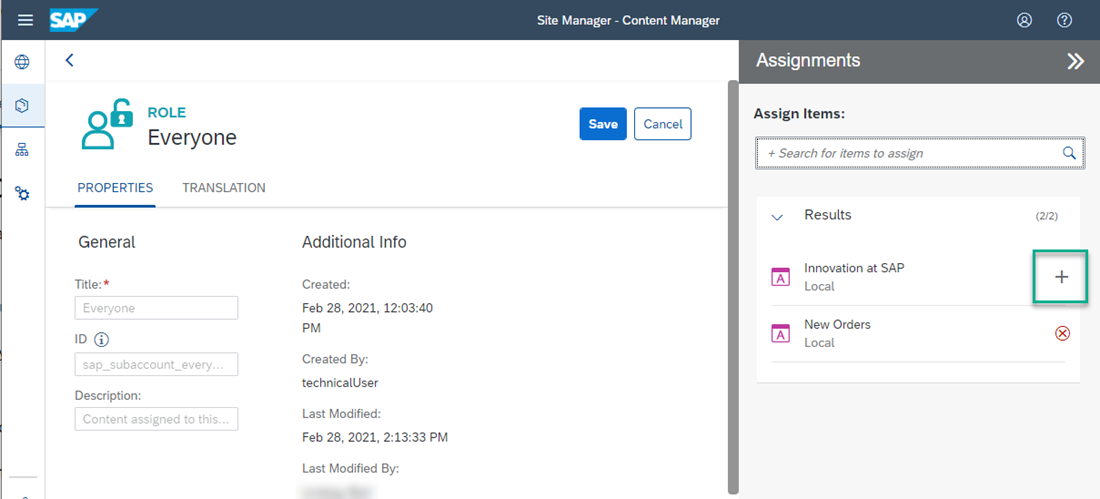 SAP
Site Manager - Content Manager
ROLE
Everyone
Save
Cancel
PROPERTIES
TRANSLATION
General
Title:*
Everyone
ID
sap_subaccount_every...
Description:
Content assigned to this...
Additional Info
Created:
Feb 28, 2021, 12:03:40
PM
Created By:
technicalUser
Last Modified:
Feb 28, 2021, 2:13:33 PM
Last Modified By:
Assignments
Assign Items:
+ Search for items to assign
Results (2/2)
A
Innovation at SAP
Local
A
New Orders
Local